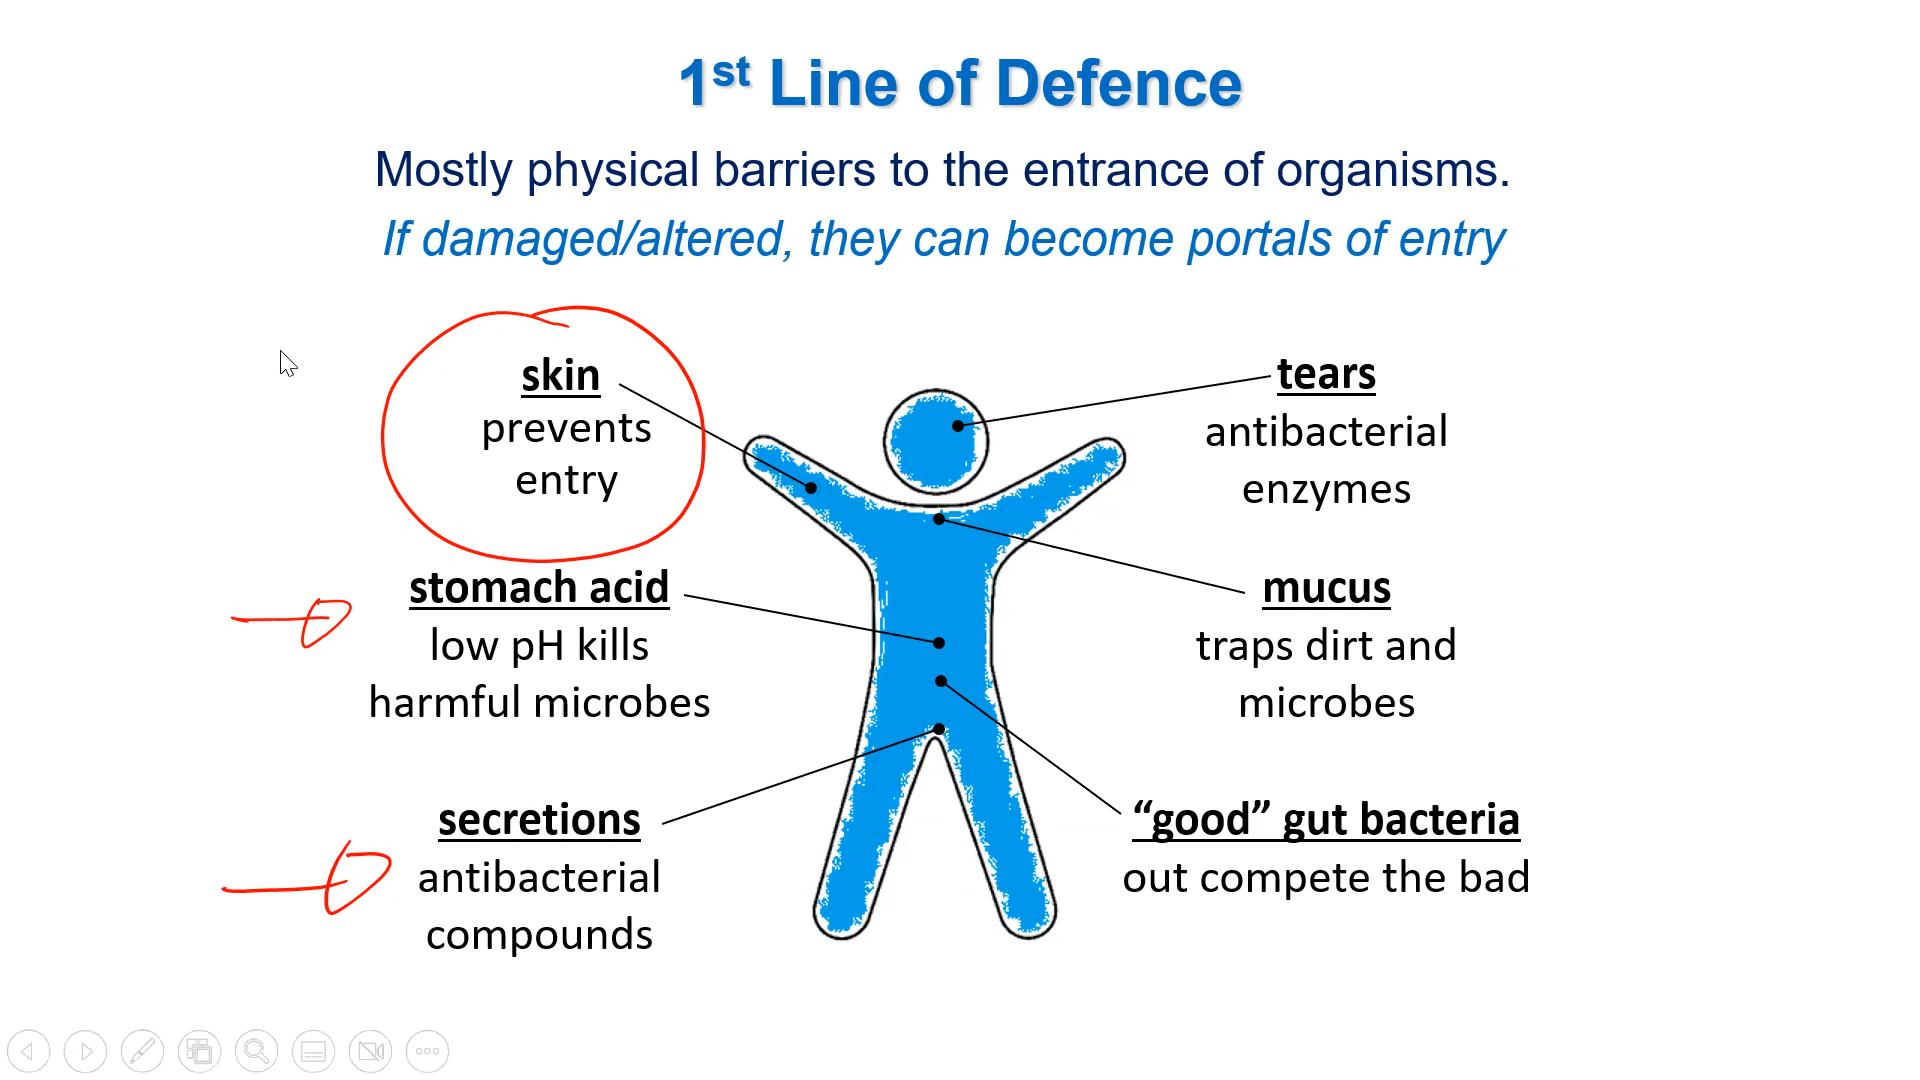 1st Line of Defence
Mostly physical barriers to the entrance of organisms.
If damaged/altered, they can become portals of entry
skin
prevents
entry
stomach acid
low pH kills
harmful microbes
secretions
antibacterial
compounds
tears
antibacterial
enzymes
mucus
traps dirt and
microbes
“good” gut bacteria
out compete the bad